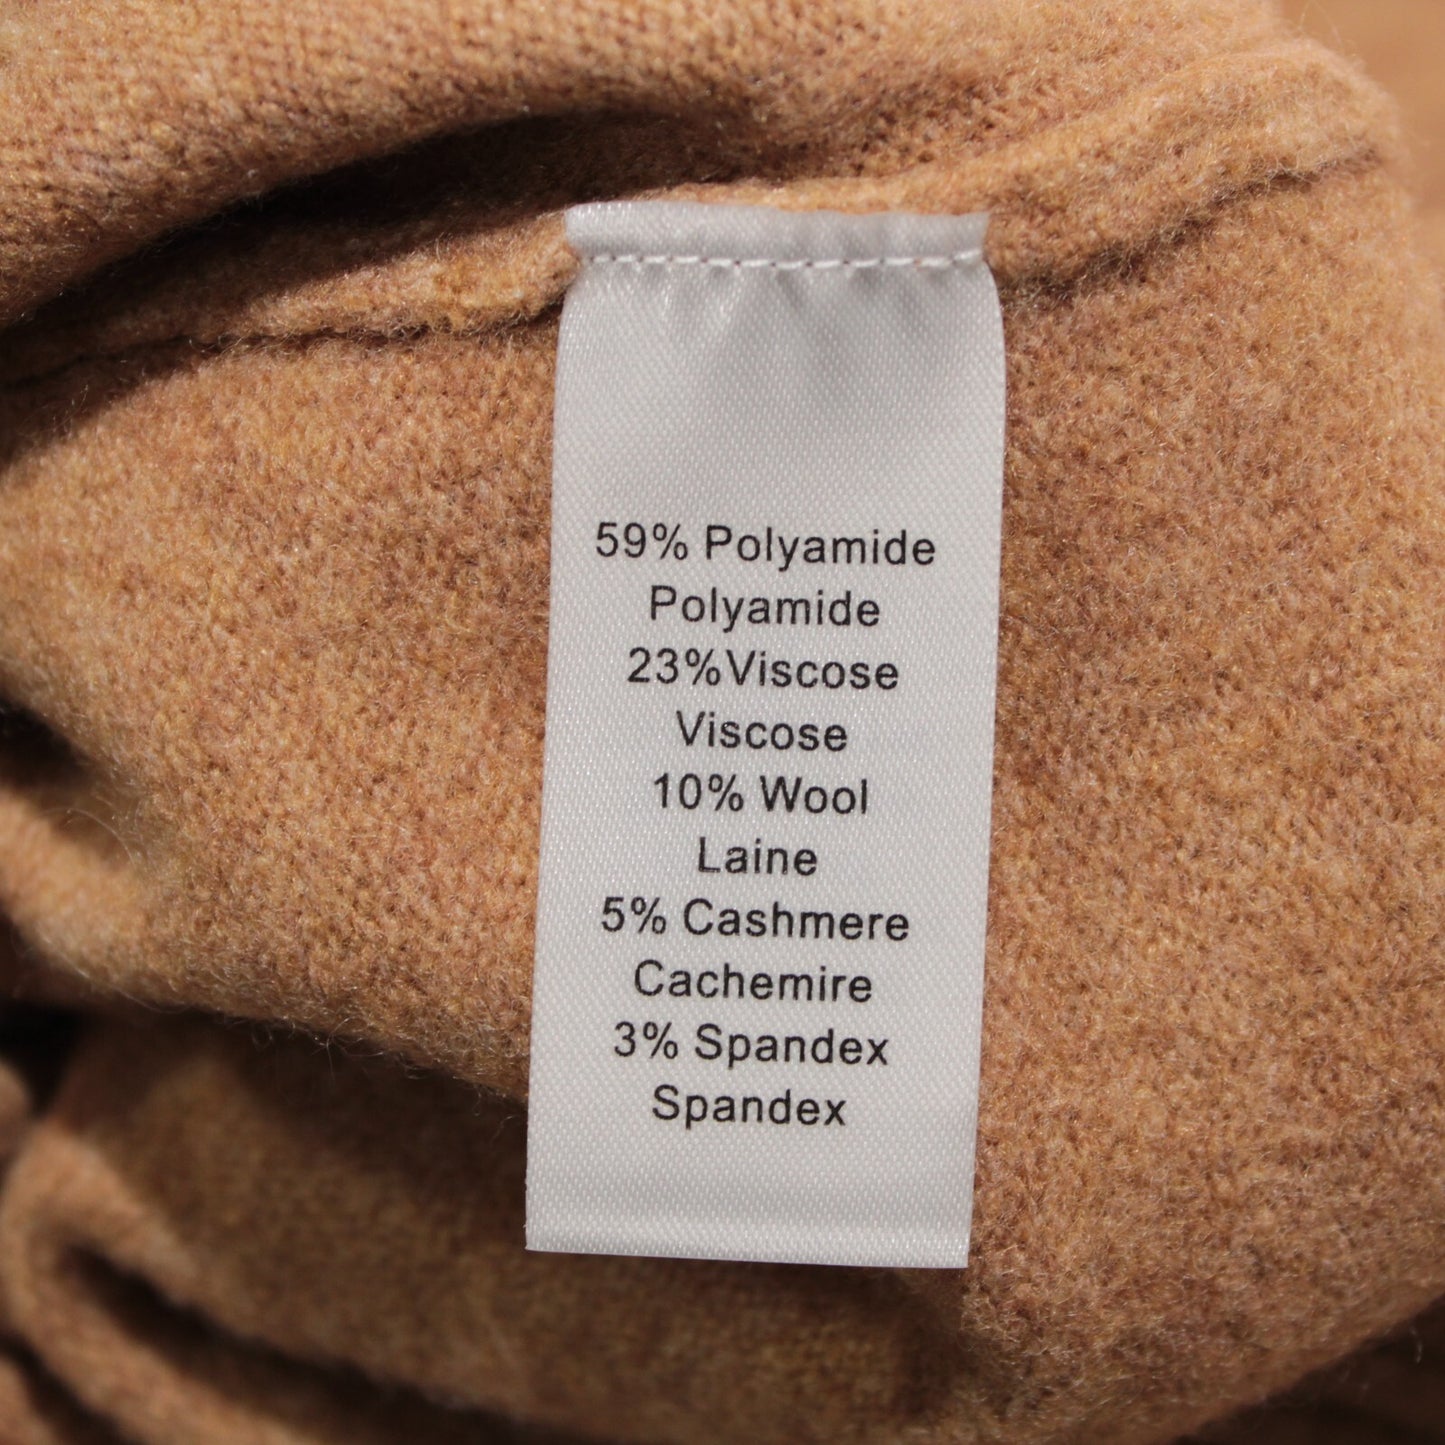 59% Polyamide
Polyamide
23%Viscose
Viscose
10% Wool
Laine
5% Cashmere
Cachemire
3% Spandex
Spandex